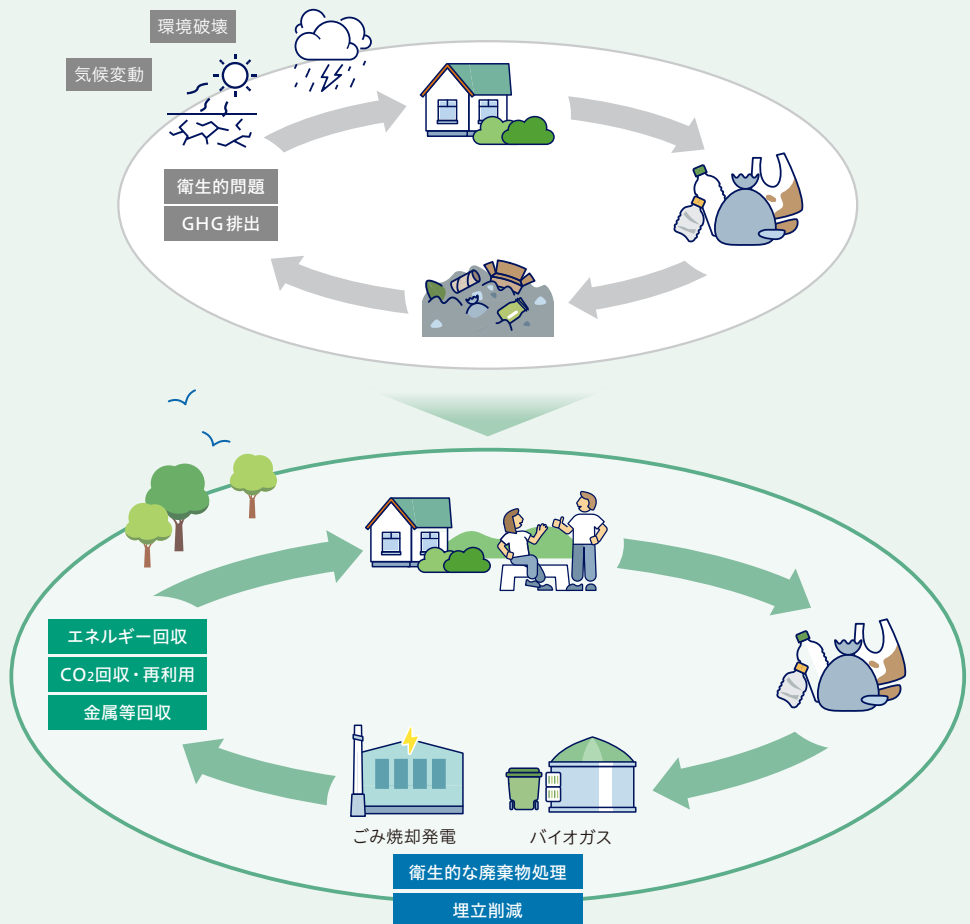 環境破壊
気候変動
衛生的問題
GHG排出
エネルギー回収
CO₂回収・再利用
金属等回収
ごみ焼却発電
バイオガス
衛生的な廃棄物処理
埋立削減